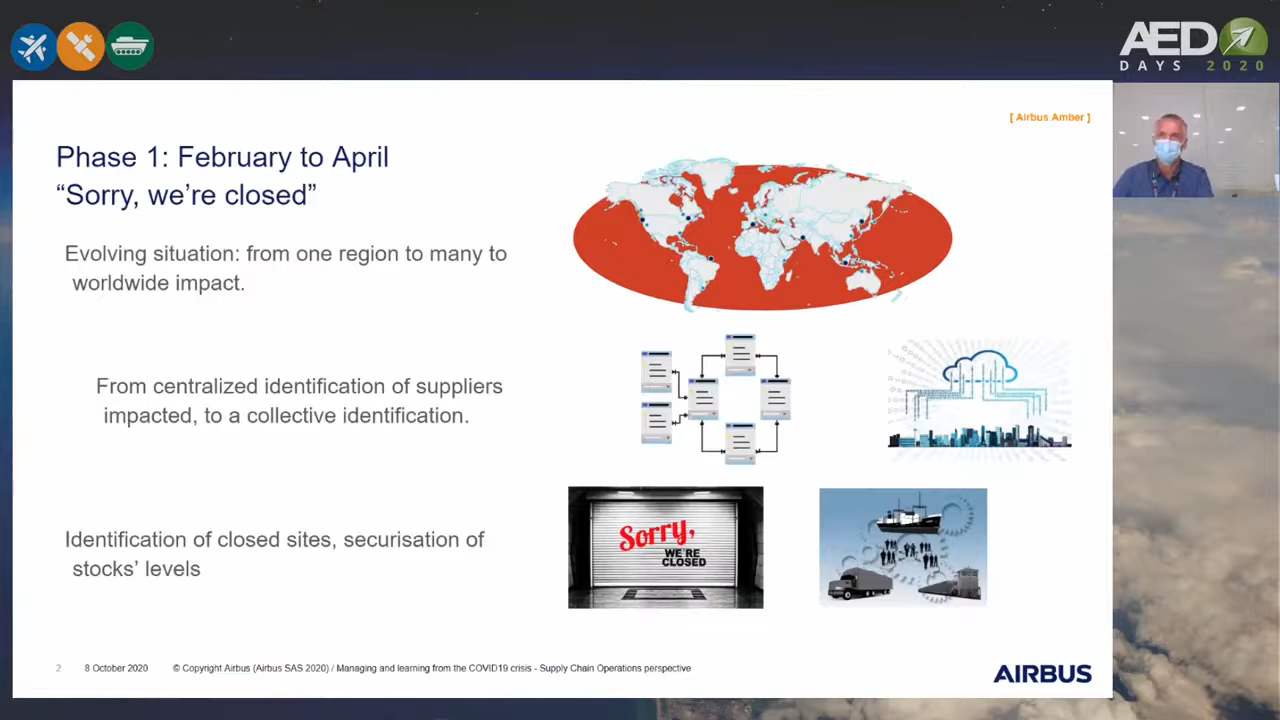 AED
DAYS 2020
[ Airbus Amber ]
Phase 1: February to April
“Sorry, we’re closed”
Evolving situation: from one region to many to
worldwide impact.
From centralized identification of suppliers
impacted, to a collective identification.
Sorry,
WE'RE
CLOSED
Identification of closed sites, securisation of
stocks’ levels
2 8 October 2020 © Copyright Airbus (Airbus SAS 2020) / Managing and learning from the COVID19 crisis - Supply Chain Operations perspective
AIRBUS